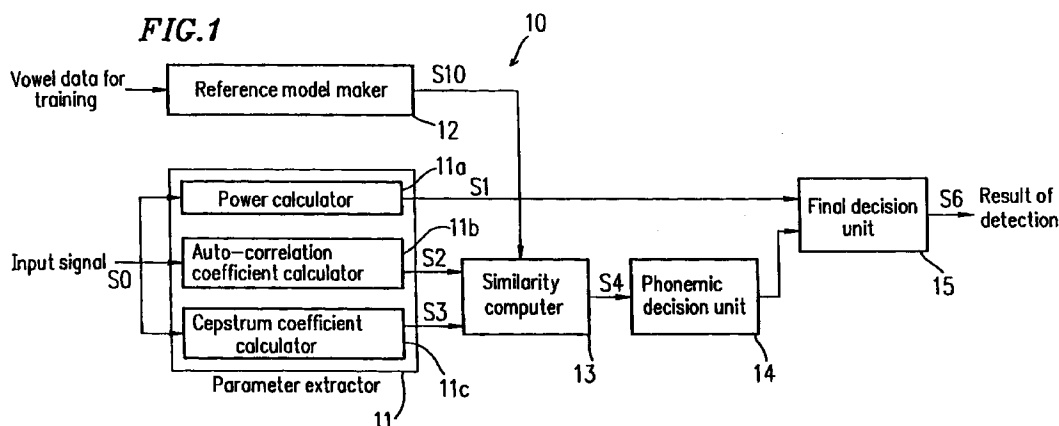 FIG.1
10
Vowel data for
training
Reference model maker
S10
12
11a
Power calculator
S1
11b
Input signal
S0
Auto-correlation
coefficient calculator
S2
Cepstrum coefficient
calculator
S3
11c
Parameter extractor
11
Similarity
computer
13
S4
Phonemic
decision unit
14
Final decision
unit
15
S6
Result of
detection